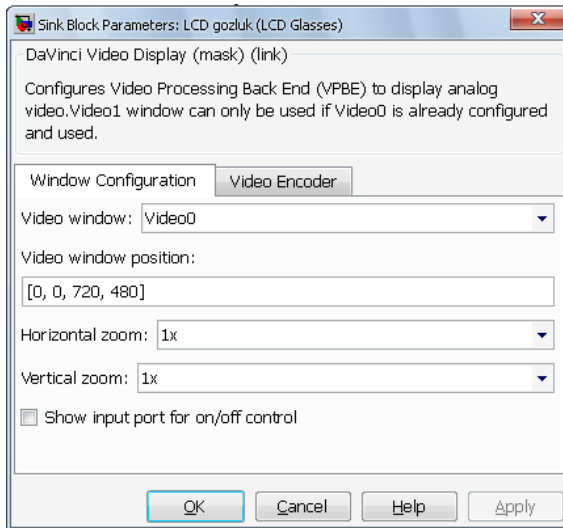 Sink Block Parameters: LCD gozluk (LCD Glasses)
DaVinci Video Display (mask) (link)
Configures Video Processing Back End (VPBE) to display analog
video.Video1 window can only be used if Video0 is already configured
and used.
Window Configuration Video Encoder
Video window: Video0
Video window position:
[0, 0, 720, 480]
Horizontal zoom: 1x
Vertical zoom: 1x
Show input port for on/off control
OK Cancel Help Apply